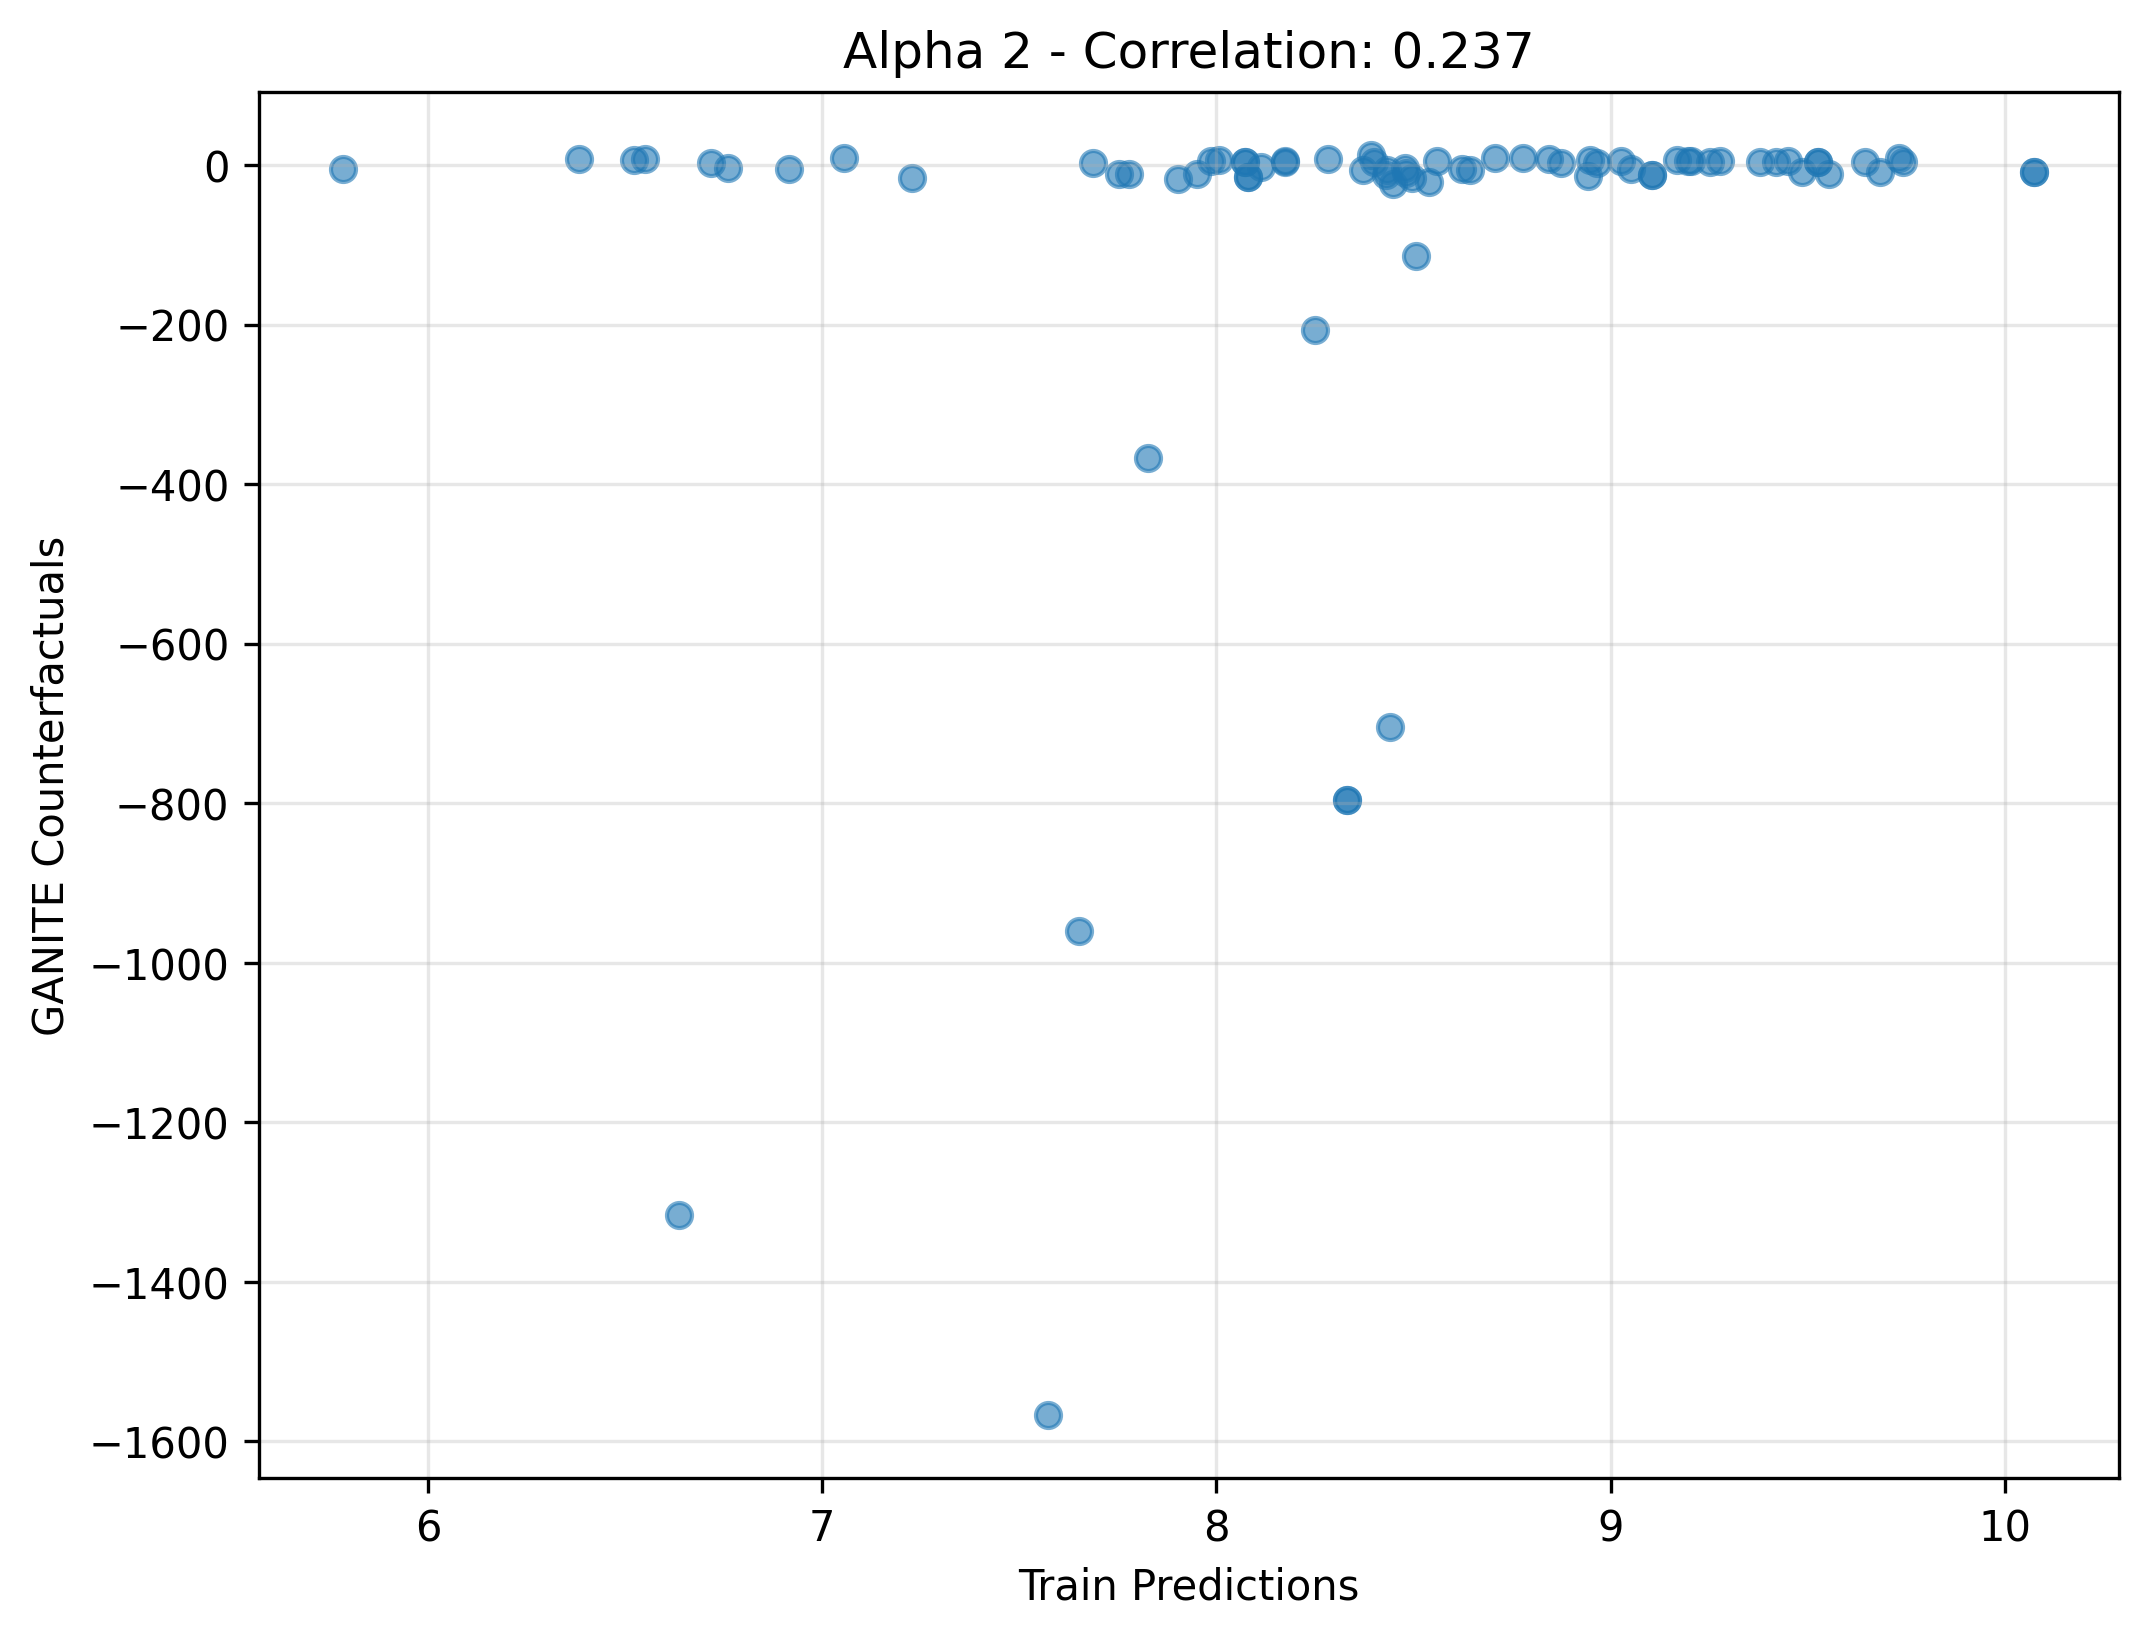 Alpha 2 - Correlation: 0.237
0
−200
−400
−600
−800
−1000
−1200
−1400
−1600
GANITE Counterfactuals
6 7 8 9 10
Train Predictions